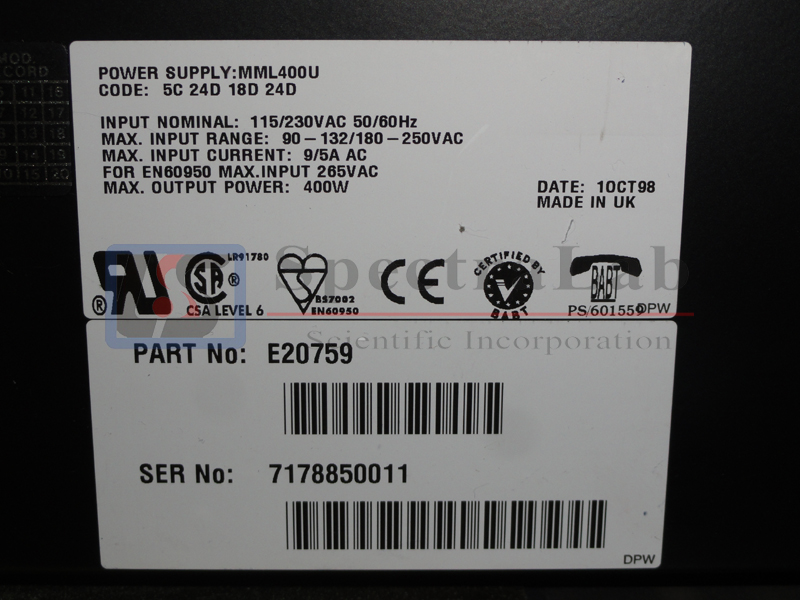 MOD.
CORD
POWER SUPPLY:MML400U
CODE: 5C 24D 18D 24D
INPUT NOMINAL: 115/230VAC 50/60Hz
MAX. INPUT RANGE: 90-132/180-250VAC
MAX. INPUT CURRENT: 9/5A AC
FOR EN60950 MAX.INPUT 265VAC
MAX. OUTPUT POWER: 400W
DATE: 1OCT98
MADE IN UK
LR91780
CSA LEVEL 6
BS7002
EN60950
CE
CERTIFIED BY
BABT
BABT
PS/601559
DPW
SpectraLab
Scientific Incorporation
PART No: E20759
SER No: 7178850011
DPW